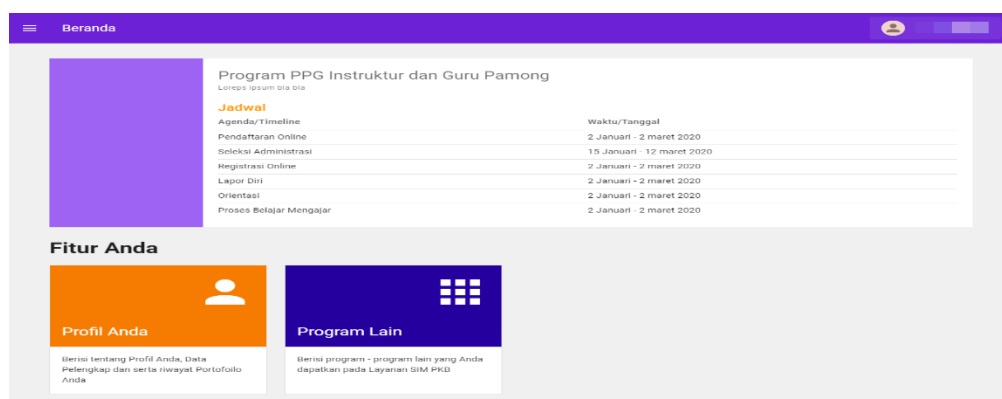 Beranda
Program PPG Instruktur dan Guru Pamong
Loreps ipsum bla bla
Jadwal
Agenda/Timeline Waktu/Tanggal
Pendaftaran Online 2 Januari - 2 maret 2020
Seleksi Administrasi 15 Januari - 12 maret 2020
Registrasi Online 2 Januari - 2 maret 2020
Lapor Diri 2 Januari - 2 maret 2020
Orientasi 2 Januari - 2 maret 2020
Proses Belajar Mengajar 2 Januari - 2 maret 2020
Fitur Anda
Profil Anda
Berisi tentang Profil Anda, Data
Pelengkap dan serta riwayat Portofoilo
Anda
Program Lain
Berisi program - program lain yang Anda
dapatkan pada Layanan SIM PKB